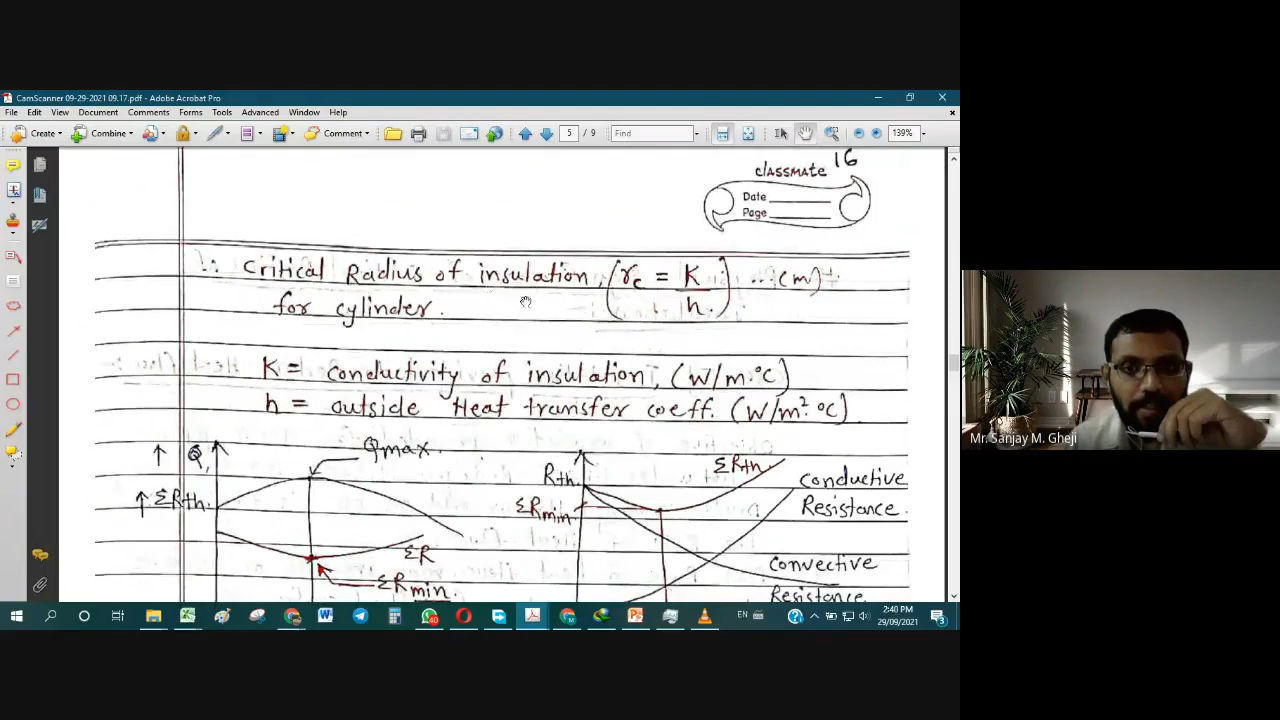 CamScanner 09-29-2021 09.17.pdf - Adobe Acrobat Pro
File Edit View Document Comments Forms Tools Advanced Window Help
Create Combine 5 / 9 Find 139%
Comment
classmate 16
Date
Page
∴ Critical Radius of insulation, (rc = K/h) ...(m)
for cylinder.
K = conductivity of insulation, (W/m.°C)
h = outside Heat transfer coeff. (W/m².°C)
↑ Q, Qmax.
↑ ΣRth.
ΣR
ΣRmin.
Rth. ΣRth
ΣRmin.
Conductive
Resistance.
Convective
Resistance.
Mr. Sanjay M. Gheji
EN 2:40 PM
29/09/2021
40
3